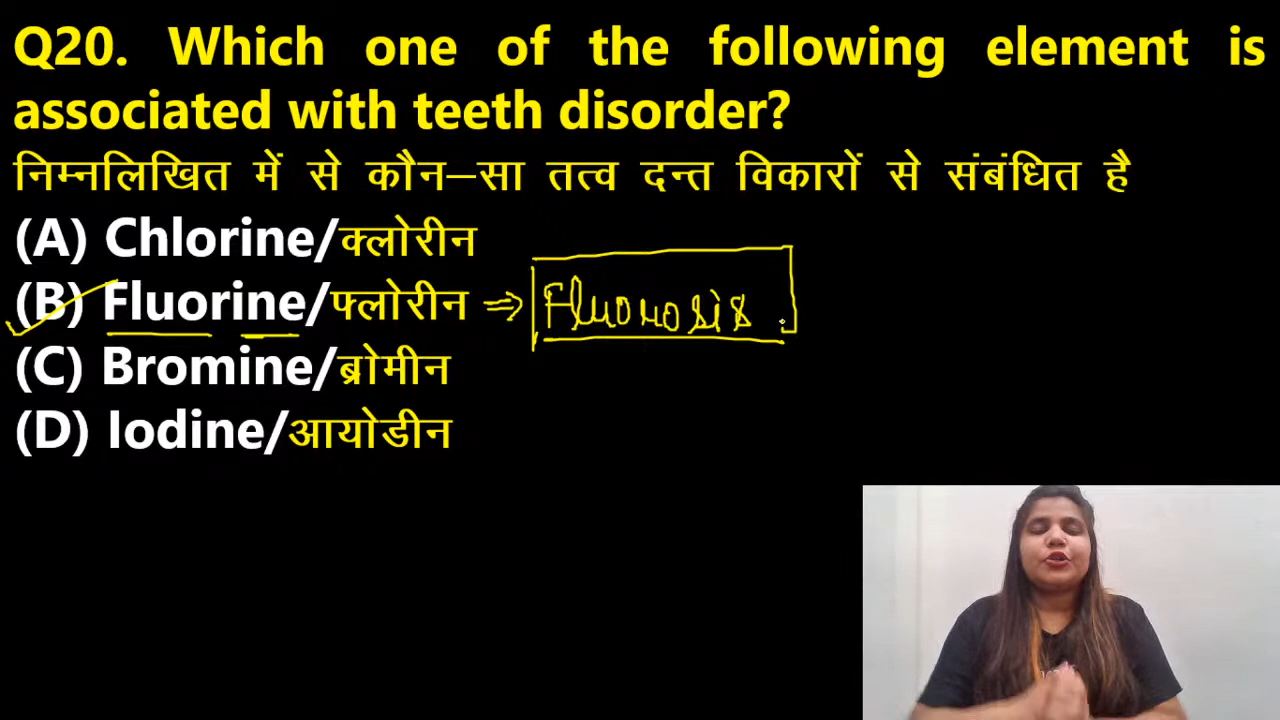 Q20. Which one of the following element is
associated with teeth disorder?
निम्नलिखित में से कौन–सा तत्व दन्त विकारों से संबंधित है
(A) Chlorine/क्लोरीन
(B) Fluorine/फ्लोरीन ⇒ Fluorosis.
(C) Bromine/ब्रोमीन
(D) Iodine/आयोडीन